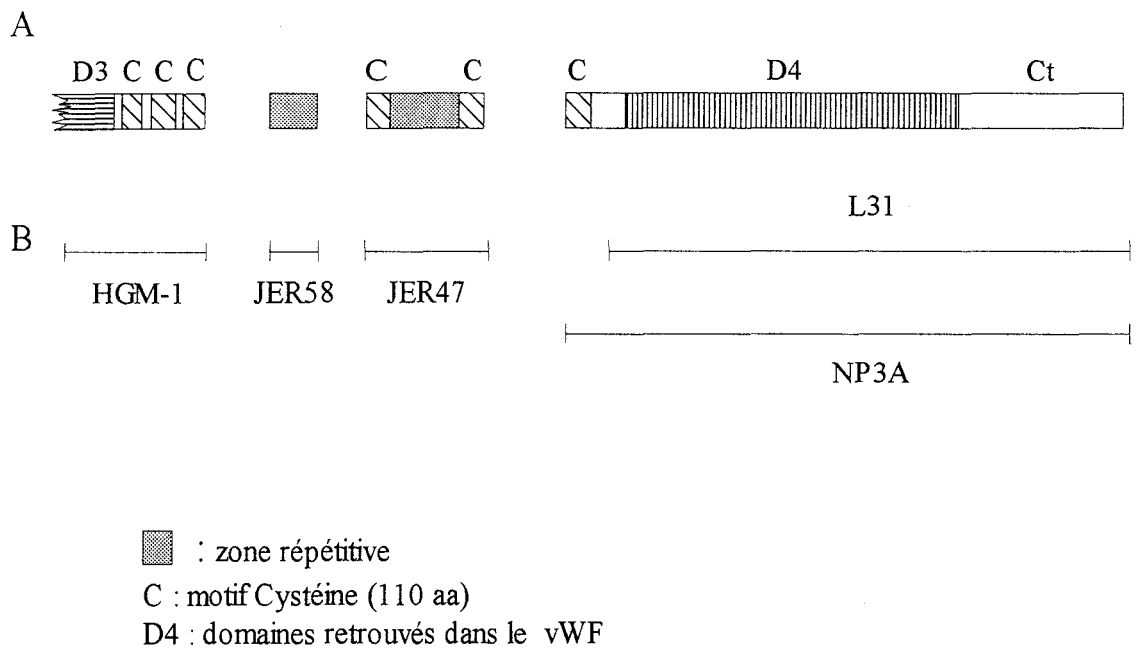 A
D3 C C C C C C D4 Ct
L31
B
HGM-1 JER58 JER47
NP3A
: zone répétitive
C : motif Cystéine (110 aa)
D4 : domaines retrouvés dans le vWF